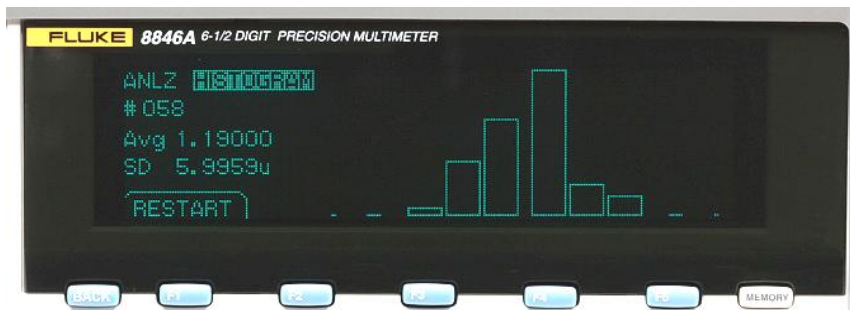 FLUKE 8846A 6-1/2 DIGIT PRECISION MULTIMETER
ANLZ HISTOGRAM
#058
Avg 1.19000
SD 5.9959u
RESTART
BACK F1 F2 F3 F4 F5 MEMORY